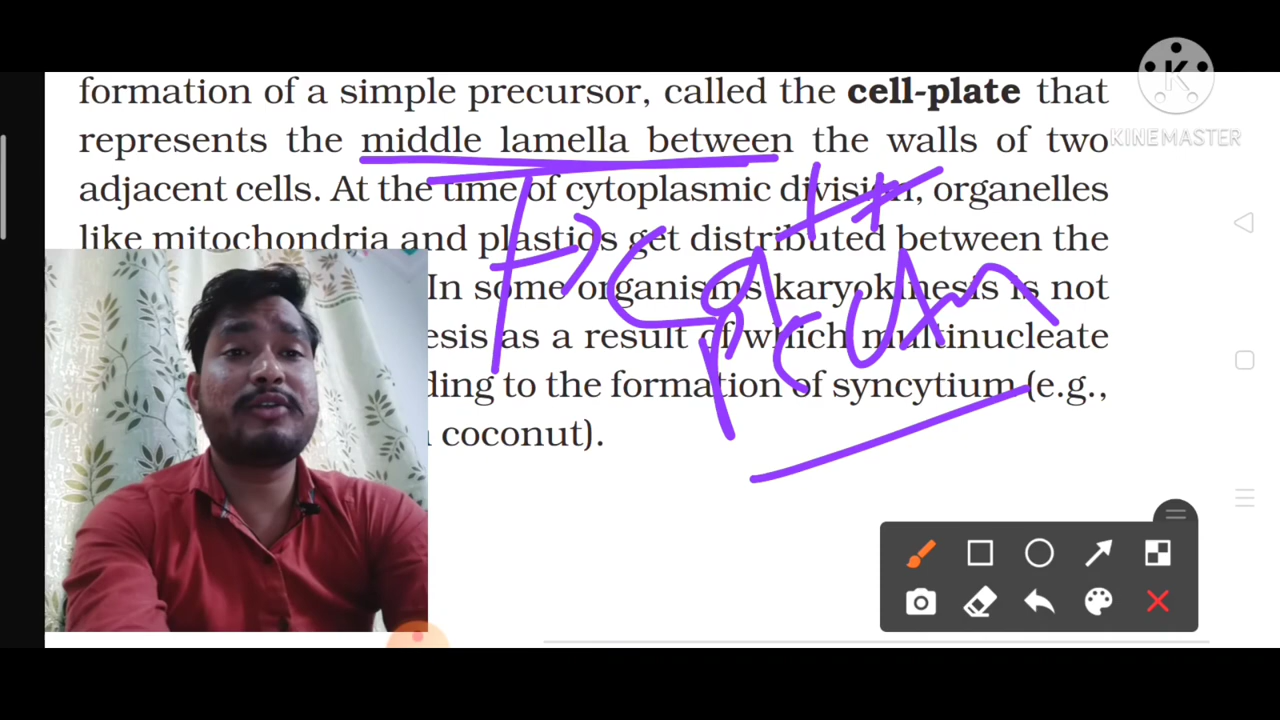 formation of a simple precursor, called the cell-plate that
KINEMASTER
represents the middle lamella between the walls of two
adjacent cells. At the time of cytoplasmic division, organelles
like mitochondria and plastids get distributed between the
In some organisms karyokinesis is not
esis as a result of which multinucleate
ding to the formation of syncytium (e.g.,
coconut).